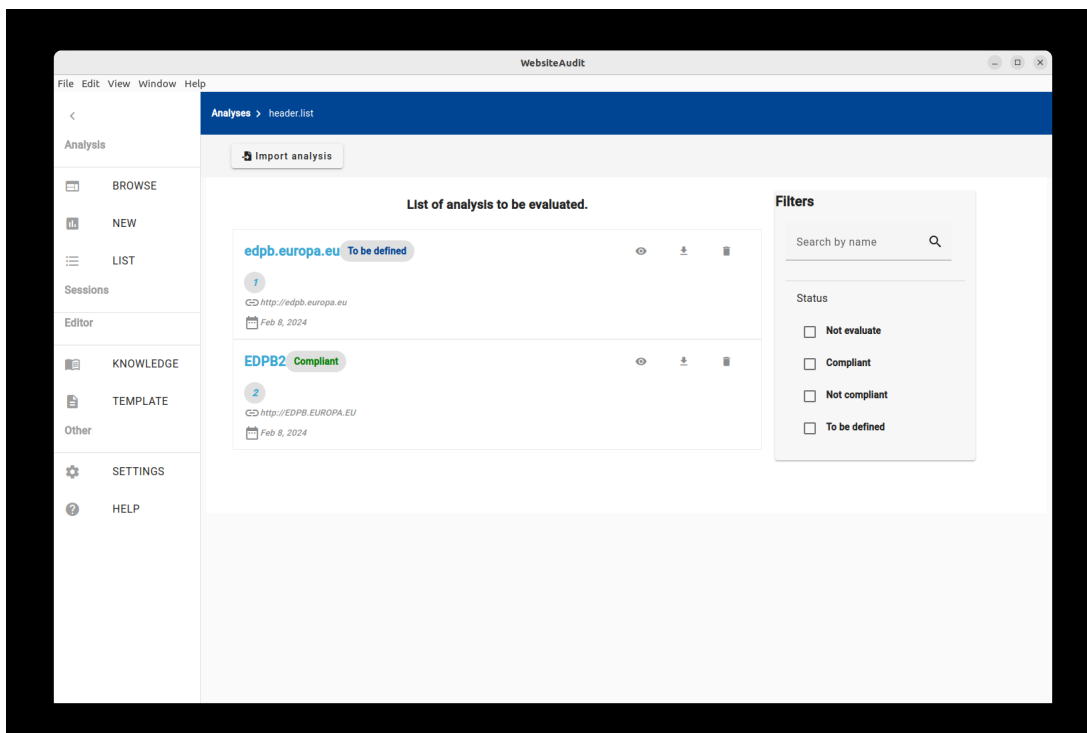 WebsiteAudit
File Edit View Window Help
Analyses > header.list
Analysis
BROWSE
NEW
LIST
Sessions
Editor
KNOWLEDGE
TEMPLATE
Other
SETTINGS
HELP
Import analysis
List of analysis to be evaluated.
edpb.europa.eu To be defined
1
http://edpb.europa.eu
Feb 8, 2024
EDPB2 Compliant
2
http://EDPB.EUROPA.EU
Feb 8, 2024
Filters
Search by name
Status
Not evaluate
Compliant
Not compliant
To be defined